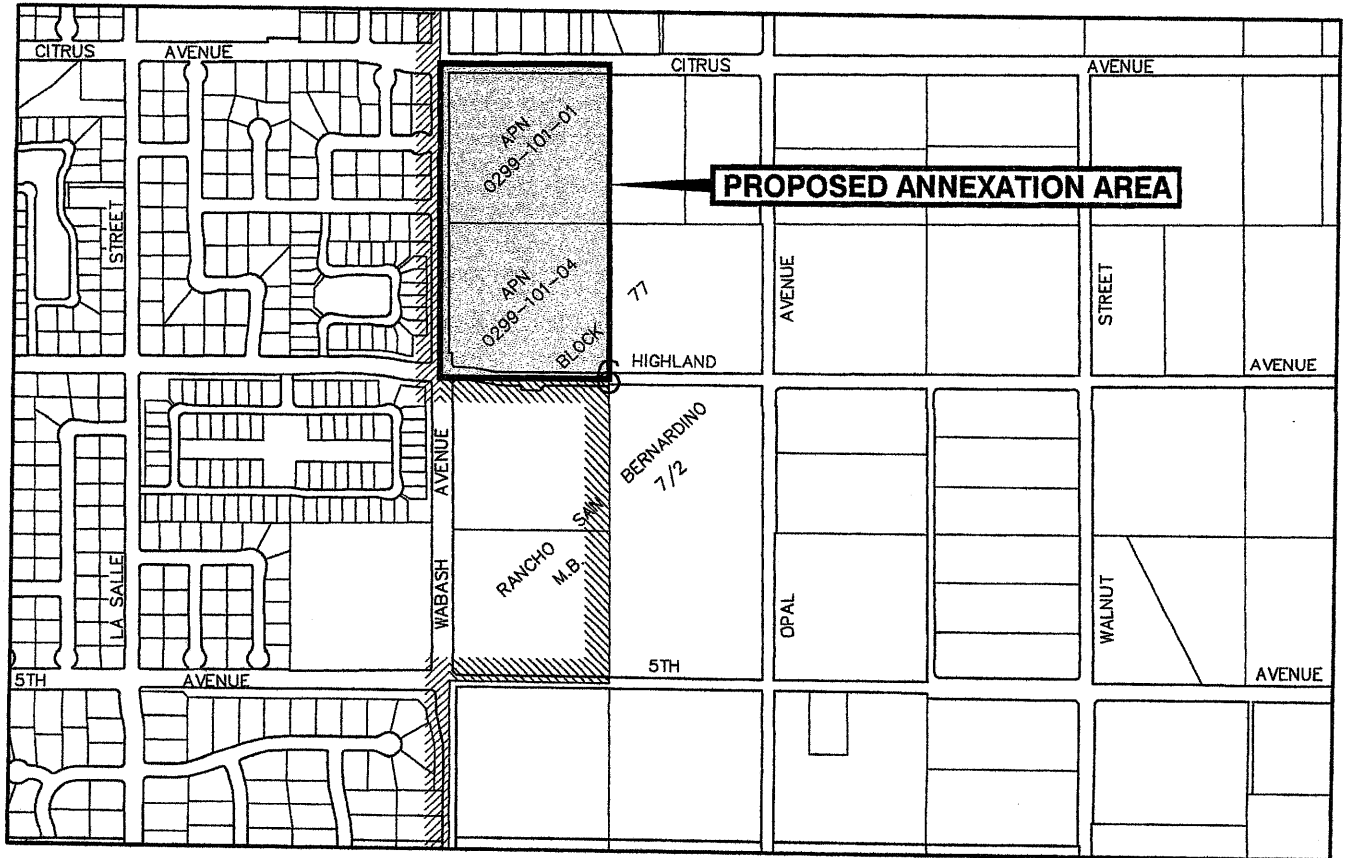 CITRUS AVENUE
CITRUS
AVENUE
APN
0299-101-01
PROPOSED ANNEXATION AREA
STREET
APN
0299-101-04
77
BLOCK
AVENUE
STREET
HIGHLAND
AVENUE
AVENUE
BERNARDINO
7/2
SAN
RANCHO
M.B.
LA SALLE
WABASH
OPAL
WALNUT
5TH
AVENUE
5TH
AVENUE